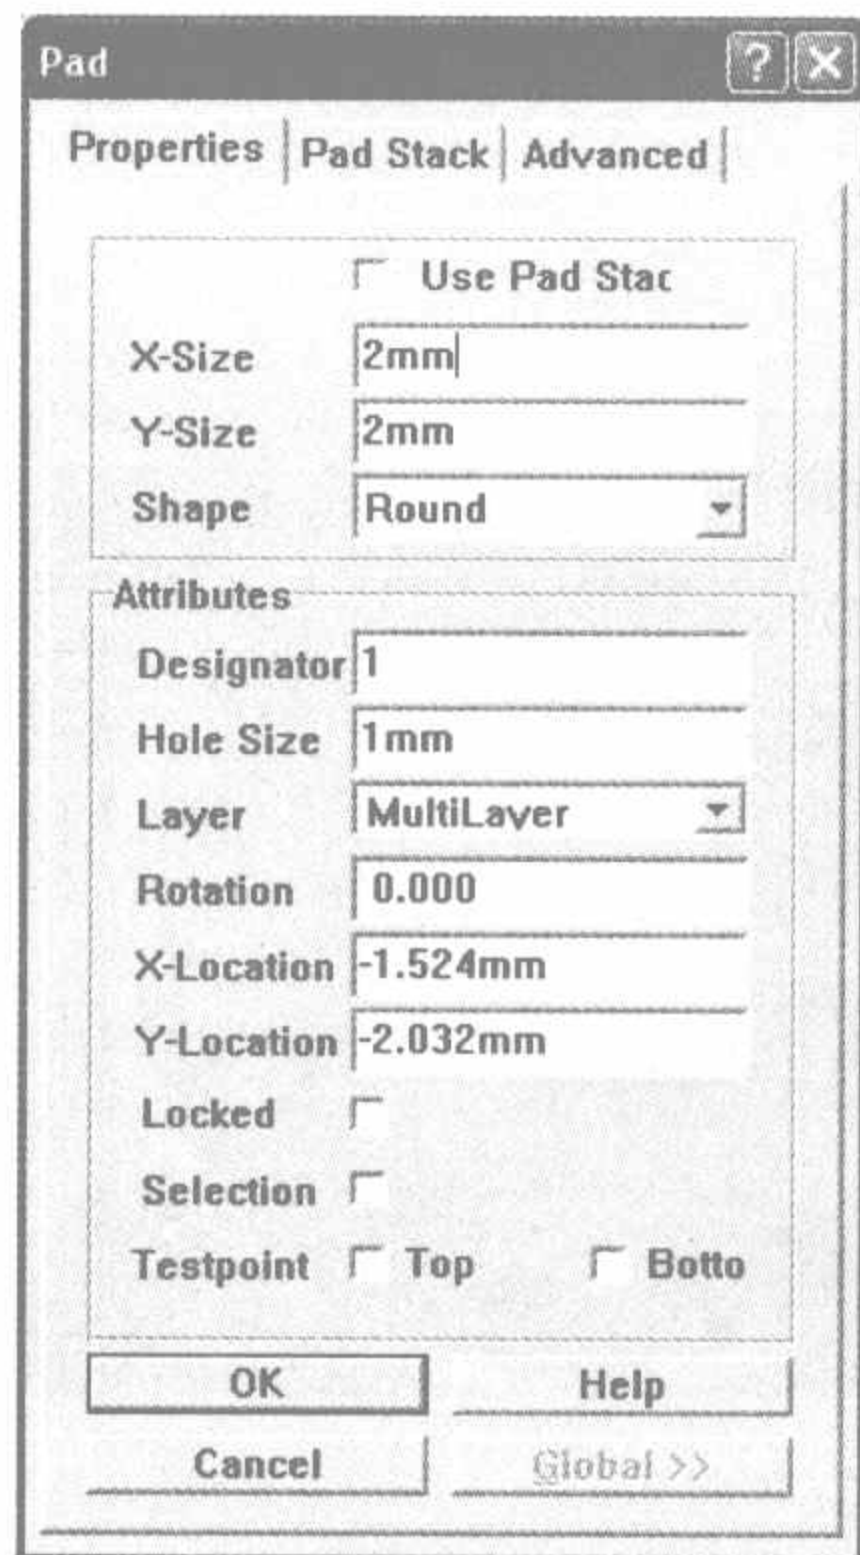 Pad ? X
Properties Pad Stack Advanced
Use Pad Stac
X-Size 2mm
Y-Size 2mm
Shape Round
Attributes
Designator 1
Hole Size 1mm
Layer MultiLayer
Rotation 0.000
X-Location -1.524mm
Y-Location -2.032mm
Locked
Selection
Testpoint Top Botto
OK Help
Cancel Global >>